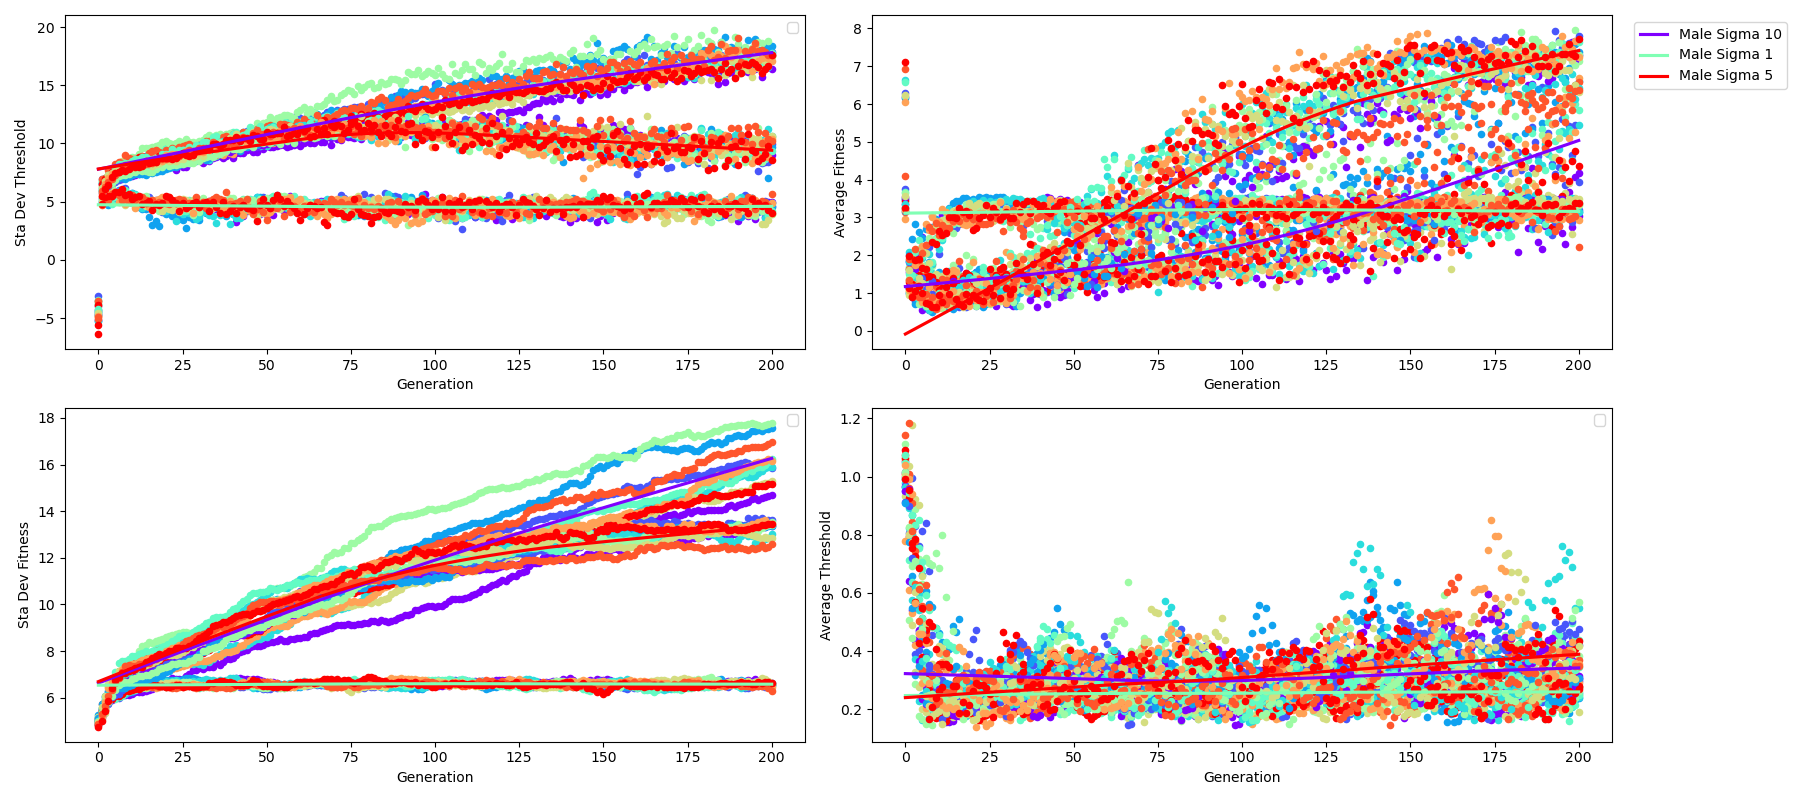 Sta Dev Threshold
20
15
10
5
0
−5
0 25 50 75 100 125 150 175 200
Generation
Average Fitness
8
7
6
5
4
3
2
1
0
0 25 50 75 100 125 150 175 200
Generation
Male Sigma 10
Male Sigma 1
Male Sigma 5
Sta Dev Fitness
18
16
14
12
10
8
6
0 25 50 75 100 125 150 175 200
Generation
Average Threshold
1.2
1.0
0.8
0.6
0.4
0.2
0 25 50 75 100 125 150 175 200
Generation